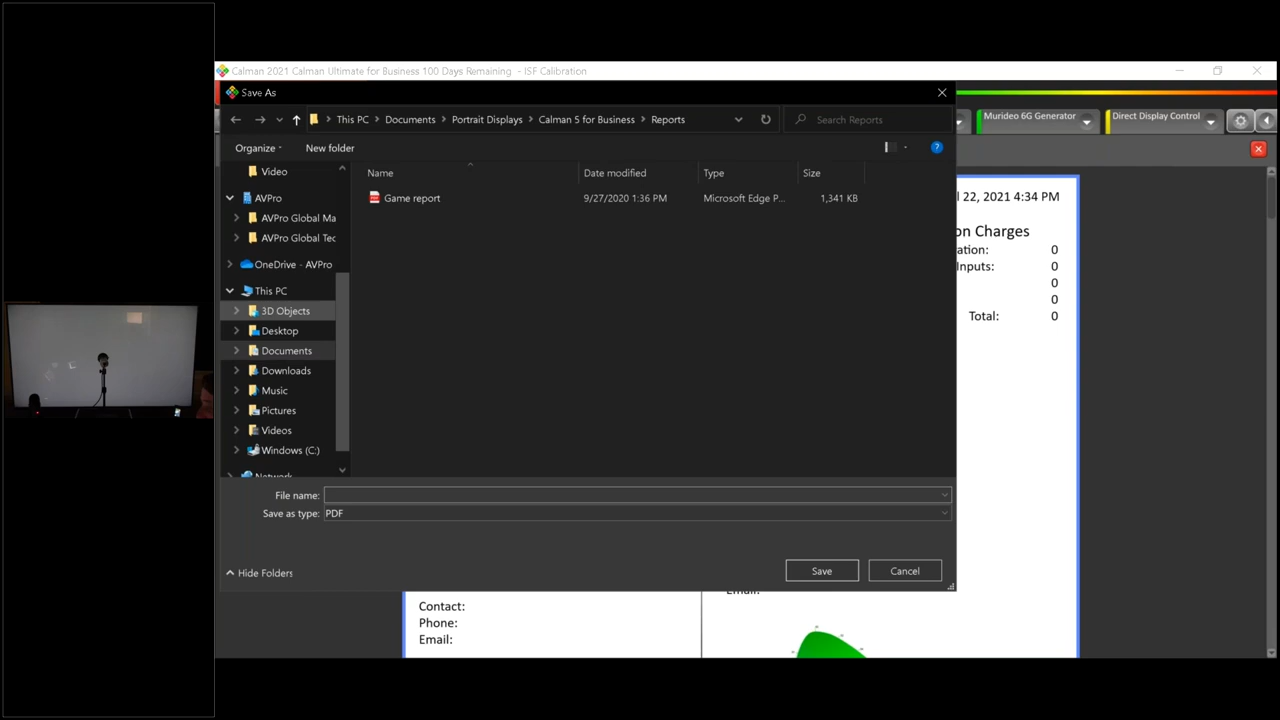 Calman 2021 Calman Ultimate for Business 100 Days Remaining - ISF Calibration
Save As
This PC > Documents > Portrait Displays > Calman 5 for Business > Reports
Search Reports
Murideo 6G Generator
Direct Display Control
Organize
New folder
Name
Date modified
Type
Size
Game report
9/27/2020 1:36 PM
Microsoft Edge P...
1,341 KB
Video
AVPro
AVPro Global Ma
AVPro Global Tec
OneDrive - AVPro
This PC
3D Objects
Desktop
Documents
Downloads
Music
Pictures
Videos
Windows (C:)
Network
22, 2021 4:34 PM
on Charges
ation: 0
Inputs: 0
0
0
Total: 0
File name:
Save as type: PDF
Hide Folders
Save
Cancel
Email:
Contact:
Phone:
Email: